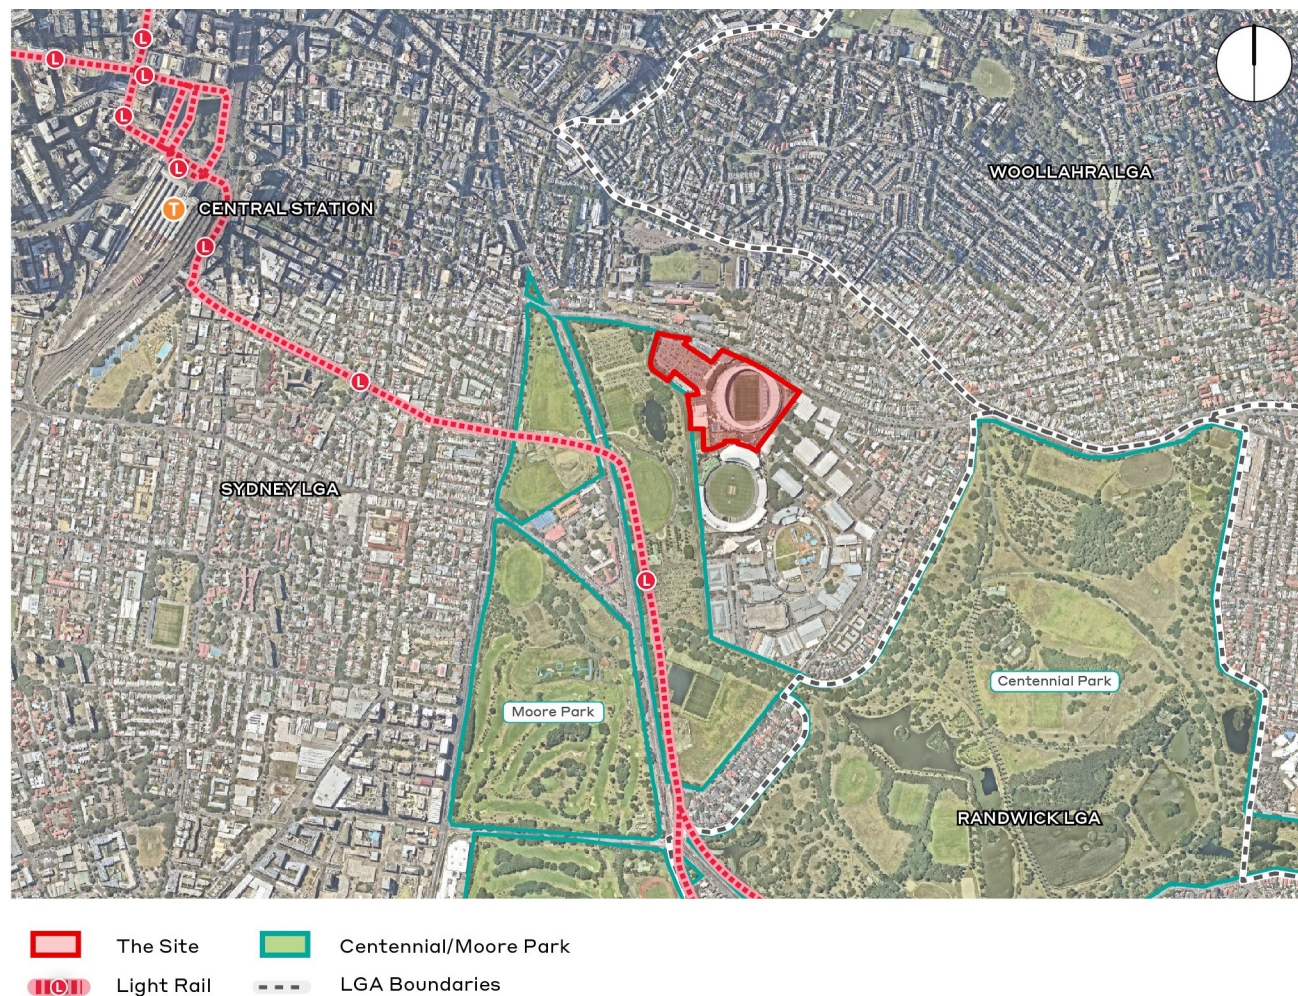 L
L
L
L
WOOLLAHRA LGA
L
T CENTRAL STATION
L
L
SYDNEY LGA
L
Centennial Park
Moore Park
RANDWICK LGA
The Site
Centennial/Moore Park
L Light Rail
LGA Boundaries